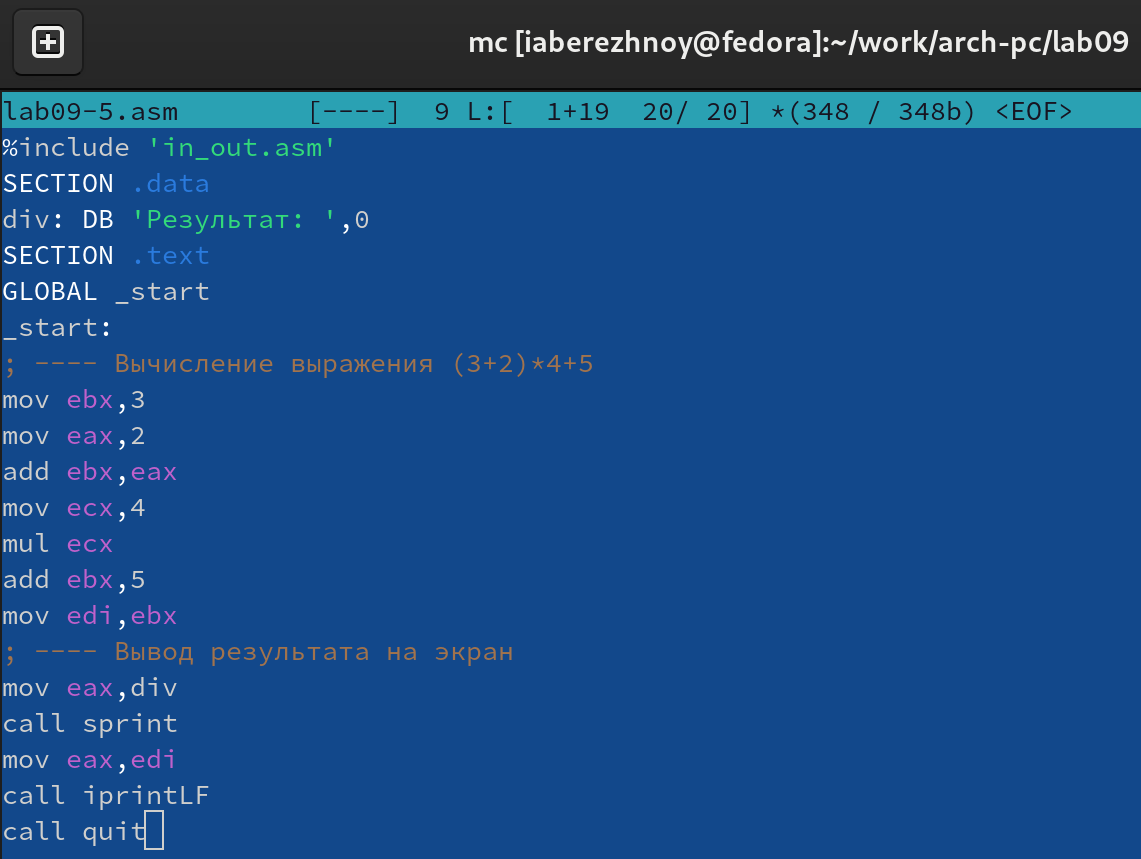 mc [iaberezhnoy@fedora]:~/work/arch-pc/lab09
lab09-5.asm        [----]  9 L:[  1+19  20/ 20] *(348 / 348b) <EOF>
%include 'in_out.asm'
SECTION .data
div: DB 'Результат: ',0
SECTION .text
GLOBAL _start
_start:
; ---- Вычисление выражения (3+2)*4+5
mov ebx,3
mov eax,2
add ebx,eax
mov ecx,4
mul ecx
add ebx,5
mov edi,ebx
; ---- Вывод результата на экран
mov eax,div
call sprint
mov eax,edi
call iprintLF
call quit